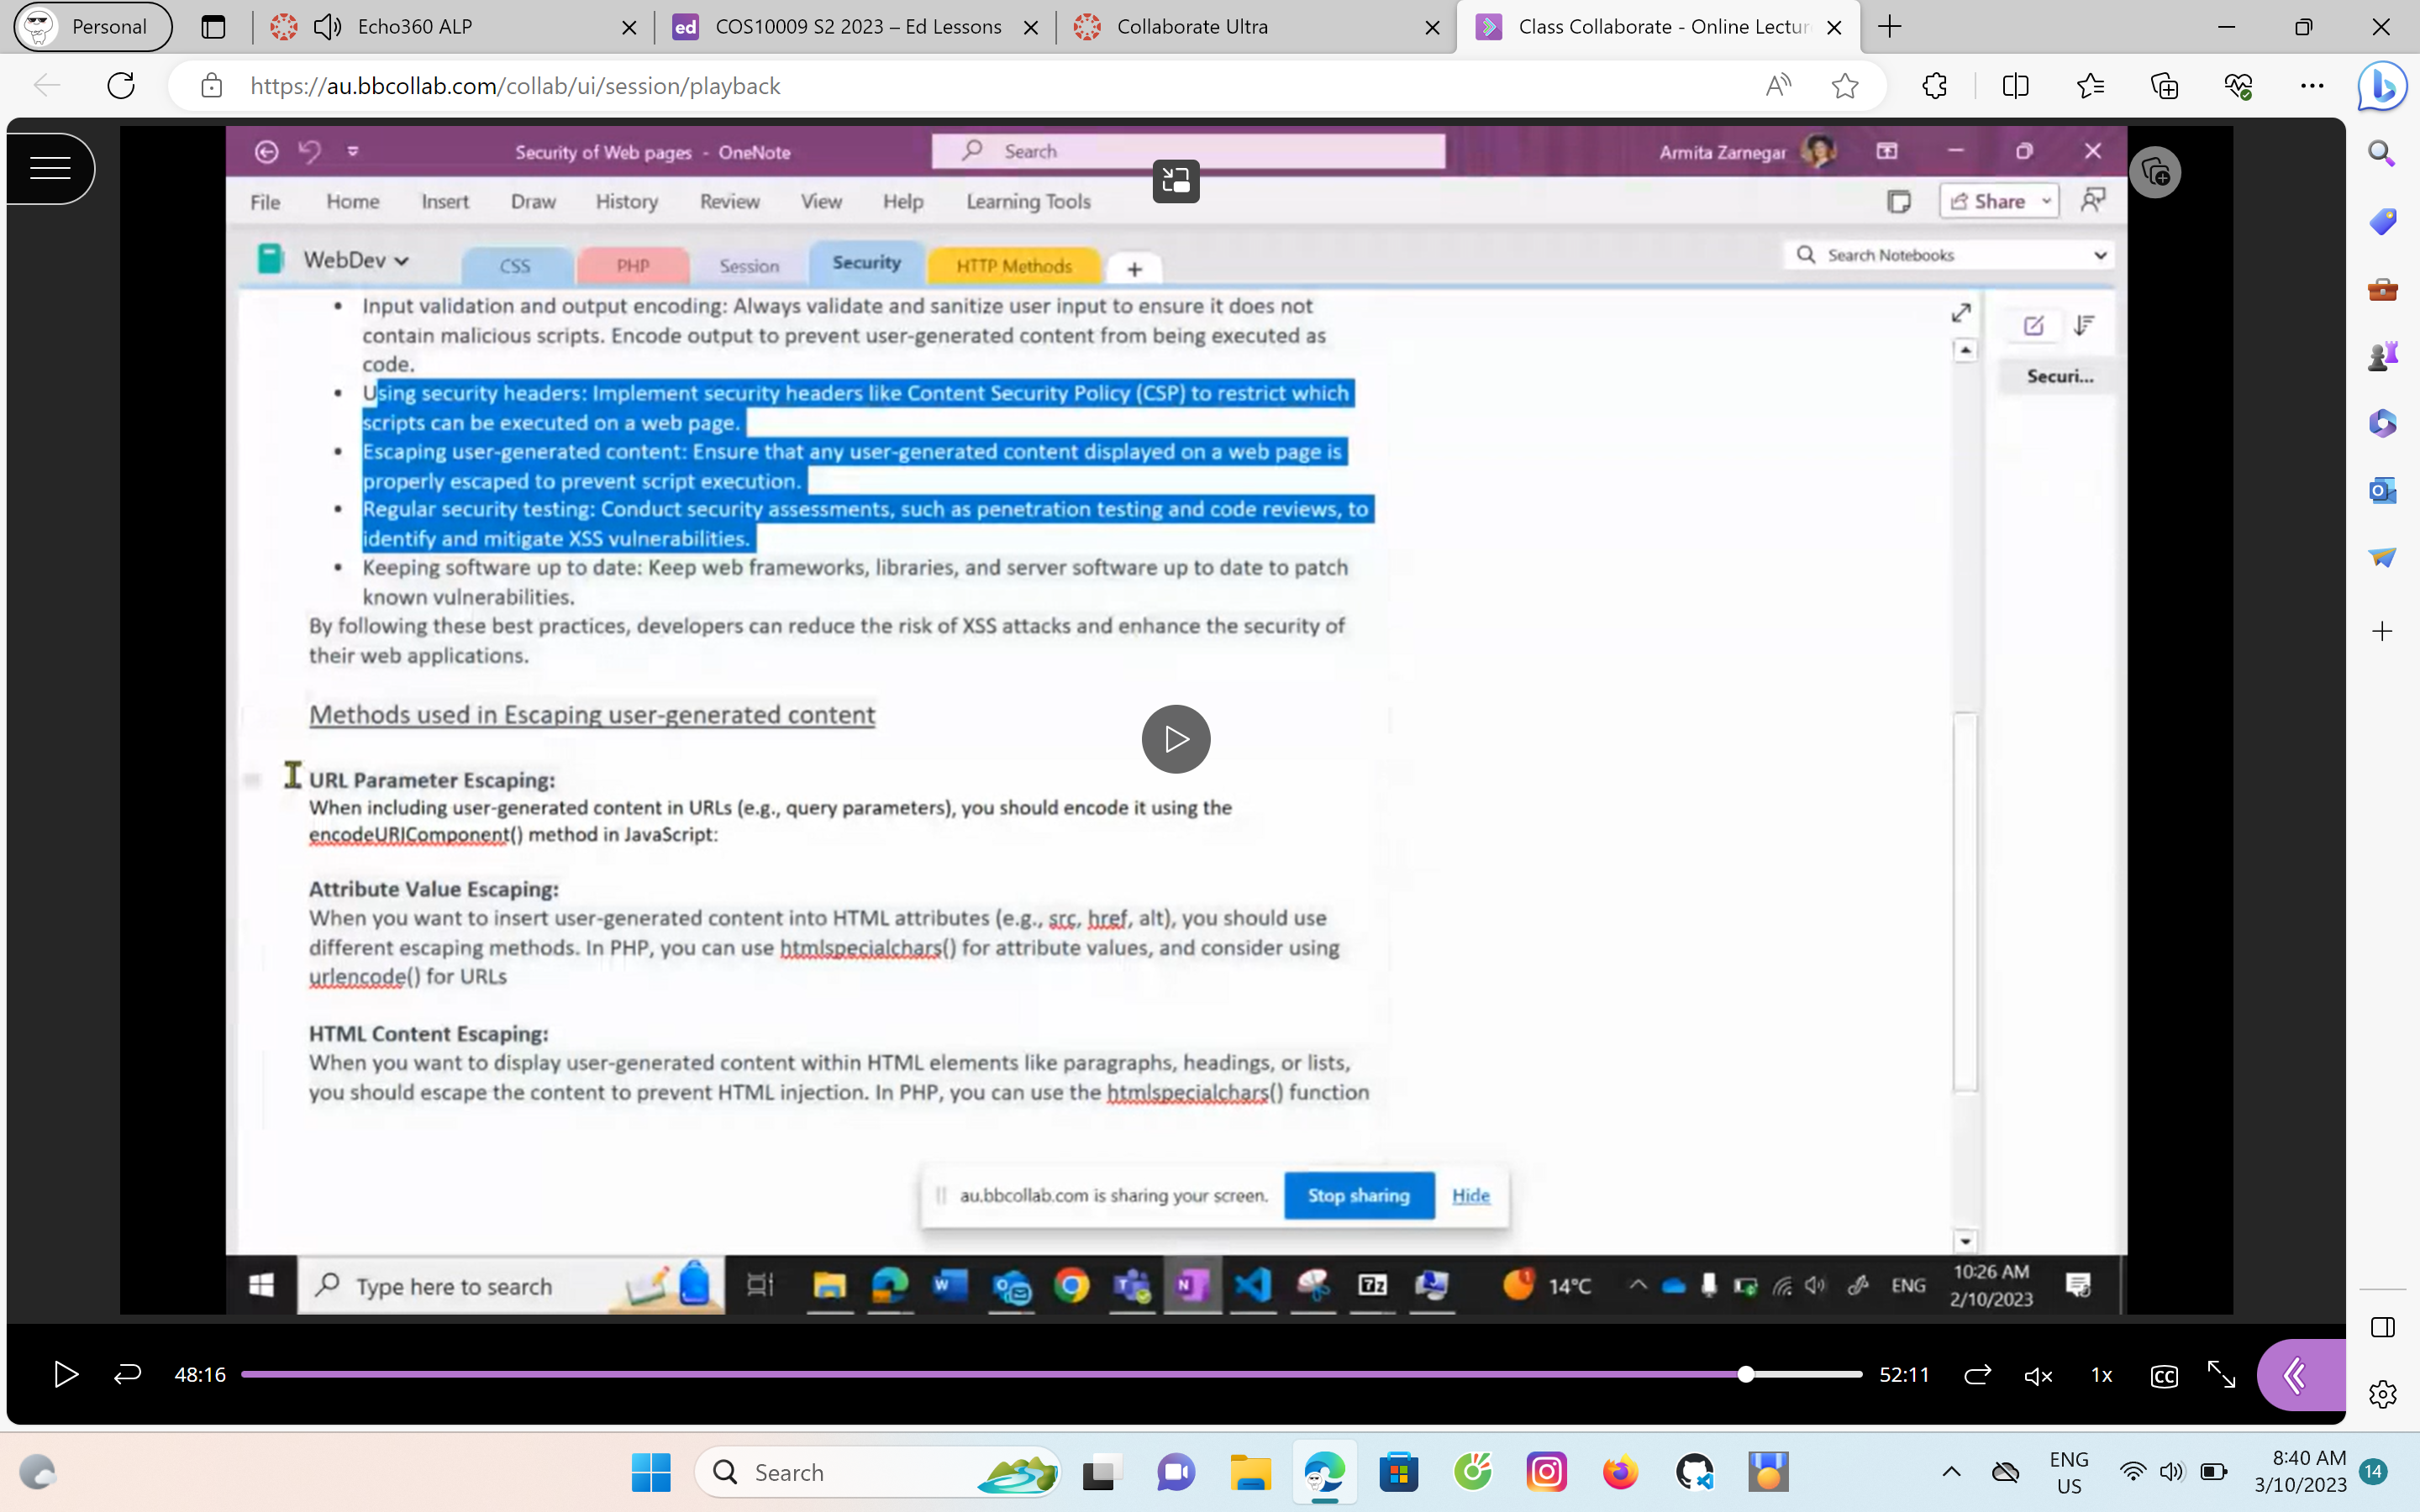 Personal
Echo360 ALP
ed
COS10009 S2 2023 – Ed Lessons
Collaborate Ultra
Class Collaborate - Online Lectur
https://au.bbcollab.com/collab/ui/session/playback
Security of Web pages - OneNote
Search
Armita Zarnegar
File Home Insert Draw History Review View Help Learning Tools
Share
WebDev
CSS
PHP
Session
Security
HTTP Methods
Search Notebooks
• Input validation and output encoding: Always validate and sanitize user input to ensure it does not
contain malicious scripts. Encode output to prevent user-generated content from being executed as
code.
• Using security headers: Implement security headers like Content Security Policy (CSP) to restrict which
scripts can be executed on a web page.
• Escaping user-generated content: Ensure that any user-generated content displayed on a web page is
properly escaped to prevent script execution.
• Regular security testing: Conduct security assessments, such as penetration testing and code reviews, to
identify and mitigate XSS vulnerabilities.
• Keeping software up to date: Keep web frameworks, libraries, and server software up to date to patch
known vulnerabilities.
By following these best practices, developers can reduce the risk of XSS attacks and enhance the security of
their web applications.
Methods used in Escaping user-generated content
URL Parameter Escaping:
When including user-generated content in URLs (e.g., query parameters), you should encode it using the
encodeURIComponent() method in JavaScript:
Attribute Value Escaping:
When you want to insert user-generated content into HTML attributes (e.g., src, href, alt), you should use
different escaping methods. In PHP, you can use htmlspecialchars() for attribute values, and consider using
urlencode() for URLs
HTML Content Escaping:
When you want to display user-generated content within HTML elements like paragraphs, headings, or lists,
you should escape the content to prevent HTML injection. In PHP, you can use the htmlspecialchars() function
Securi...
au.bbcollab.com is sharing your screen.
Stop sharing
Hide
Type here to search
7z
14°C
ENG
10:26 AM
2/10/2023
48:16
52:11
1x
CC
Search
ENG
US
8:40 AM
3/10/2023
14